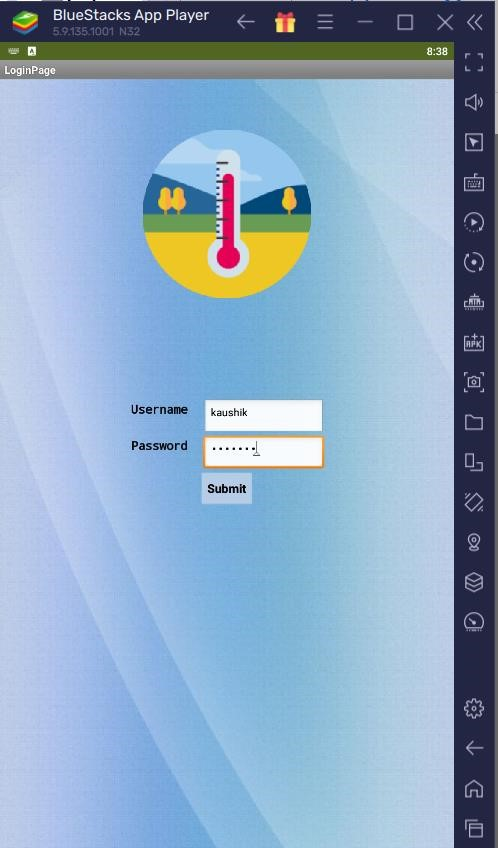 BlueStacks App Player
5.9.135.1001 N32
A 8:38
LoginPage
Username kaushik
Password •••••••
Submit